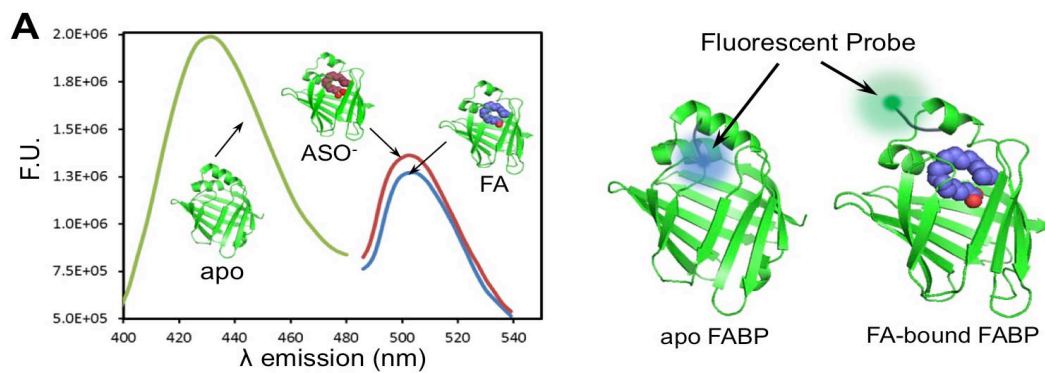 A
F.U.
2.0E+06
1.8E+06
1.5E+06
1.3E+06
1.0E+06
7.5E+05
5.0E+05
400 420 440 460 480 500 520 540
λ emission (nm)
apo
ASO⁻
FA
Fluorescent Probe
apo FABP
FA-bound FABP